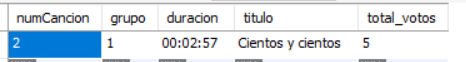 numCancion grupo duracion titulo total_votos
2 1 00:02:57 Cientos y cientos 5